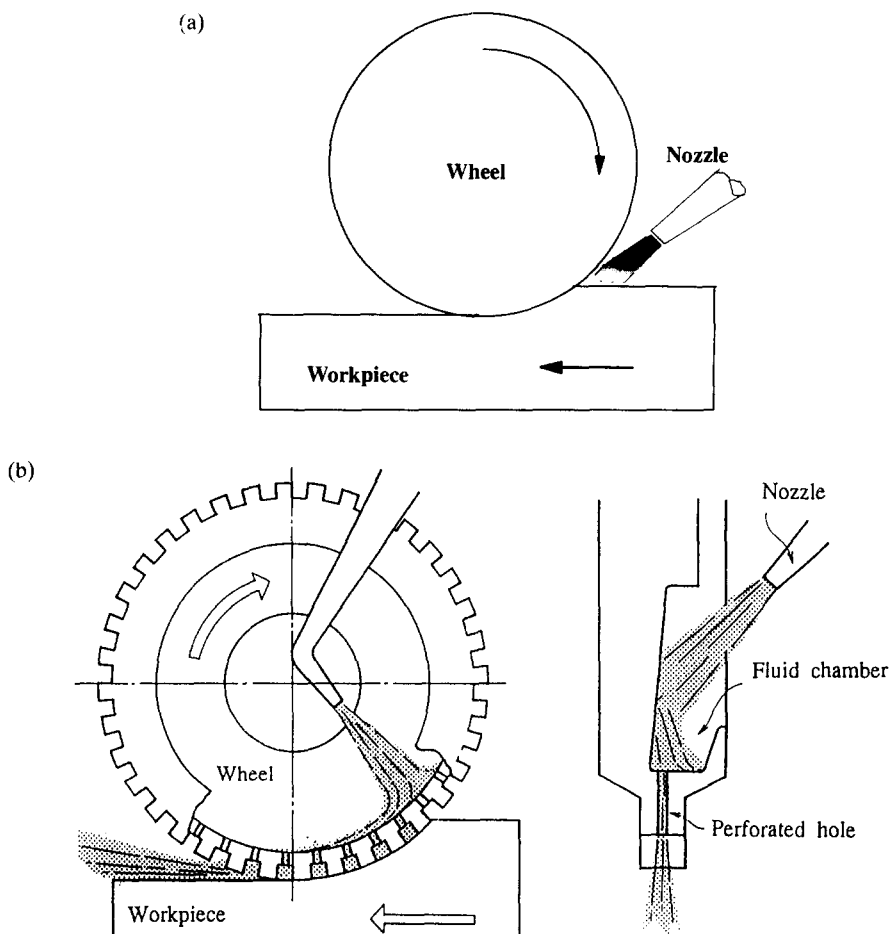 (a)
Wheel
Nozzle
Workpiece
(b)
Wheel
Workpiece
Nozzle
Fluid chamber
Perforated hole